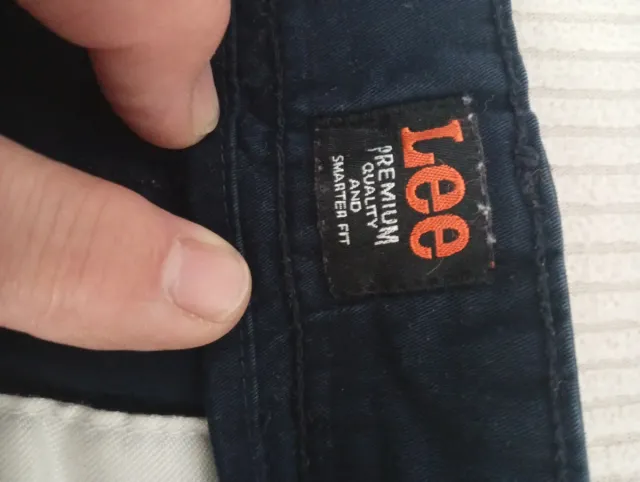 Lee
PREMIUM
QUALITY
AND
SMARTER FIT